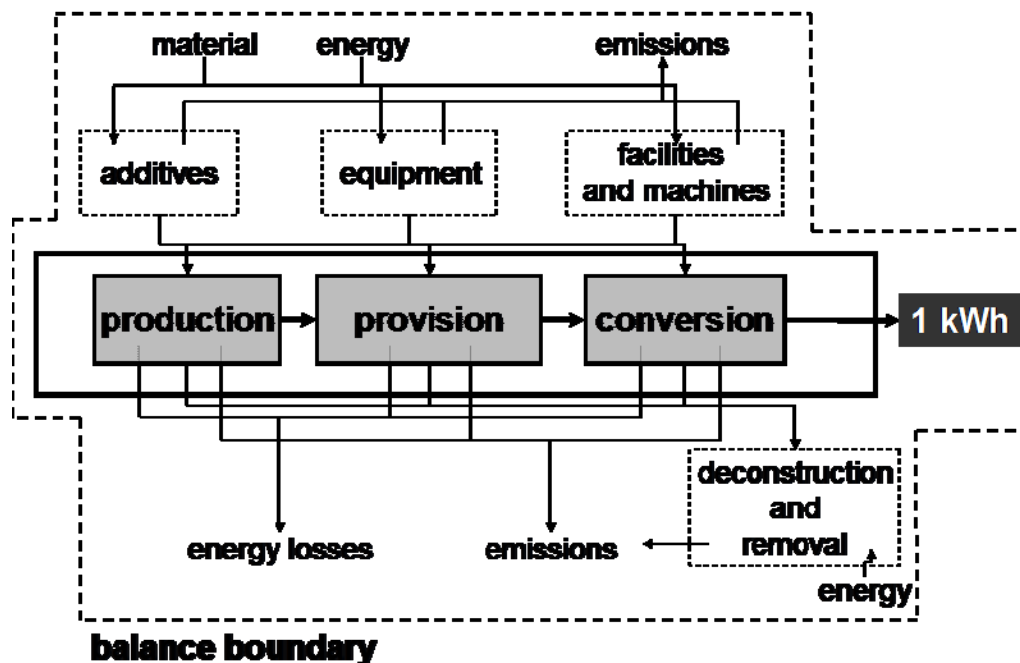 material
energy
emissions
additives
equipment
facilities
and machines
production
provision
conversion
1 kWh
deconstruction
and
removal
energy losses
emissions
energy
balance boundary